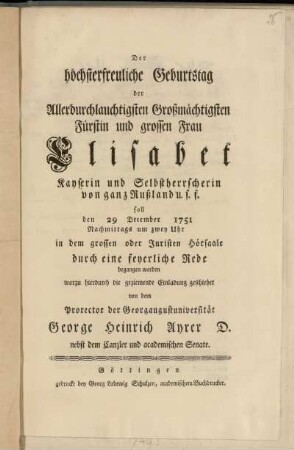 Der
höchsterfreuliche Geburtstag
der
Allerdurchlauchtigsten Großmächtigsten
Fürstin und grossen Frau
Elisabet
Kayserin und Selbstherrscherin
von ganz Rußland u. s. f.
soll
den 29 December 1751
Nachmittags um zwey Uhr
in dem grossen oder Juristen Hörsaale
durch eine feyerliche Rede
begangen werden
worzu hierdurch die geziemende Einladung geschiehet
von dem
Prorector der Georgaugustuniversität
George Heinrich Ayrer D.
nebst dem Canzler und academischen Senate.
Göttingen
gedruckt bey Georg Ludewig Schulzen, academischem Buchdrucker.